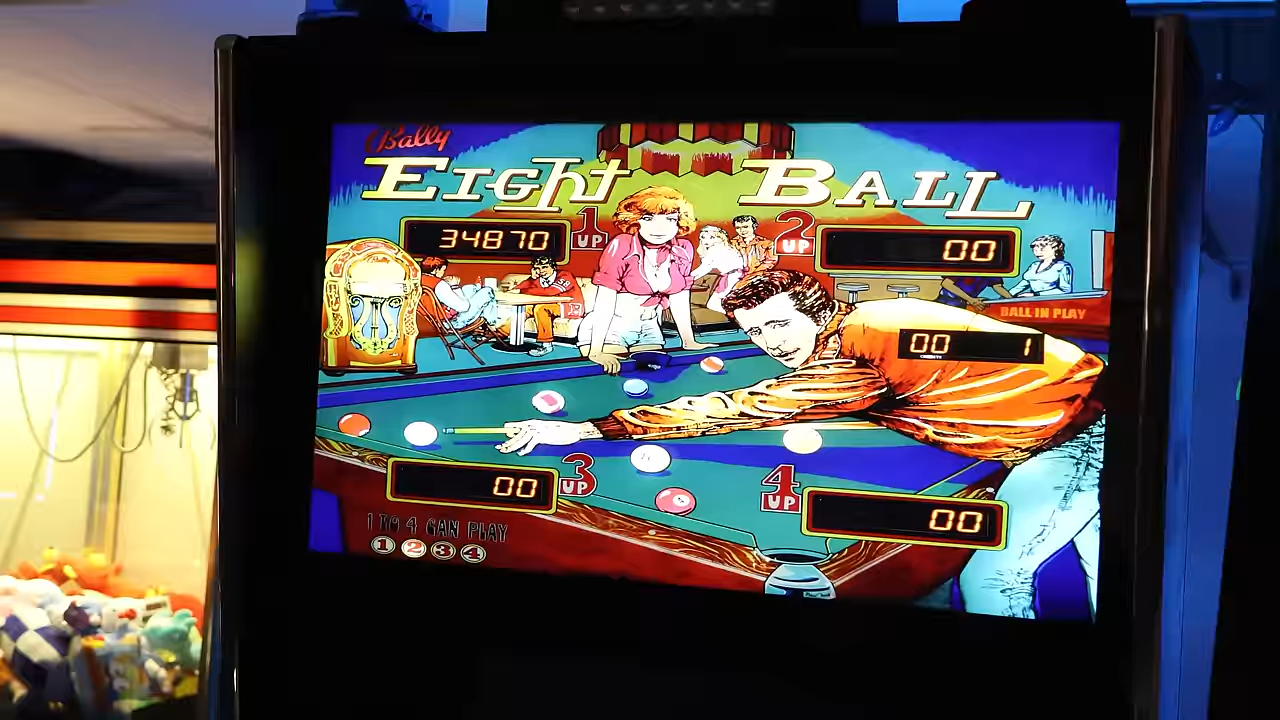 Bally
EIGHT BALL
34870
1 UP
2 UP
00
BALL IN PLAY
00 1
CREDITS
00
3 UP
4 UP
00
1 TO 4 CAN PLAY
1 2 3 4